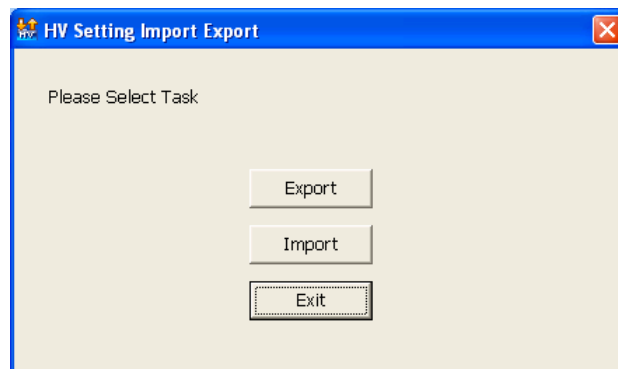 HV Setting Import Export
Please Select Task
Export
Import
Exit